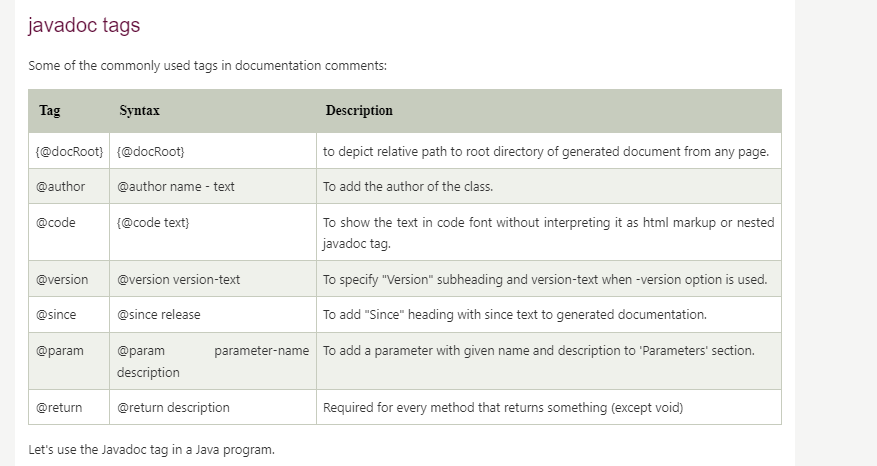 javadoc tags
Some of the commonly used tags in documentation comments:
Tag Syntax Description
{@docRoot} {@docRoot} to depict relative path to root directory of generated document from any page.
@author @author name - text To add the author of the class.
@code {@code text} To show the text in code font without interpreting it as html markup or nested
javadoc tag.
@version @version version-text To specify "Version" subheading and version-text when -version option is used.
@since @since release To add "Since" heading with since text to generated documentation.
@param @param parameter-name To add a parameter with given name and description to 'Parameters' section.
description
@return @return description Required for every method that returns something (except void)
Let's use the Javadoc tag in a Java program.